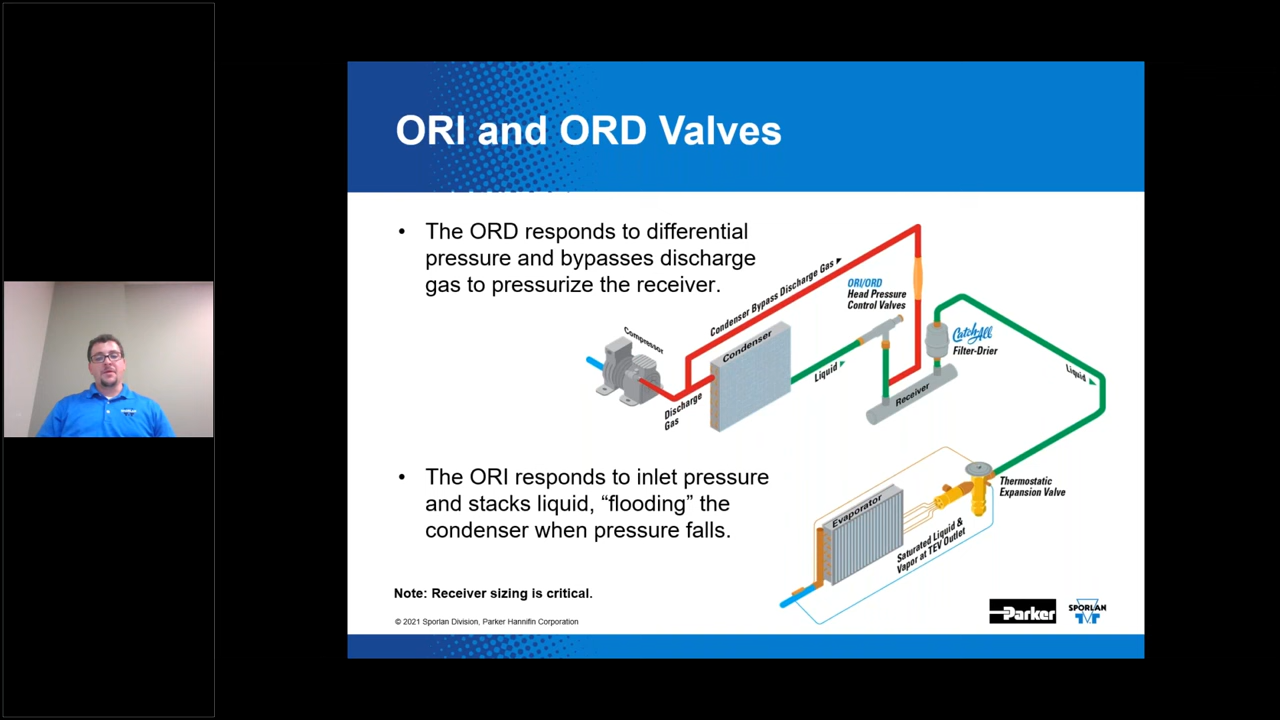 ORI and ORD Valves
• The ORD responds to differential
pressure and bypasses discharge
gas to pressurize the receiver.
Condenser Bypass Discharge Gas
ORI/ORD
Head Pressure
Control Valves
Compressor
Condenser
Catch-All
Filter-Drier
Liquid
Liquid
Receiver
Discharge
Gas
• The ORI responds to inlet pressure
and stacks liquid, “flooding” the
condenser when pressure falls.
Thermostatic
Expansion Valve
Evaporator
Saturated Liquid &
Vapor at TEV Outlet
Note: Receiver sizing is critical.
© 2021 Sporlan Division, Parker Hannifin Corporation
Parker
SPORLAN